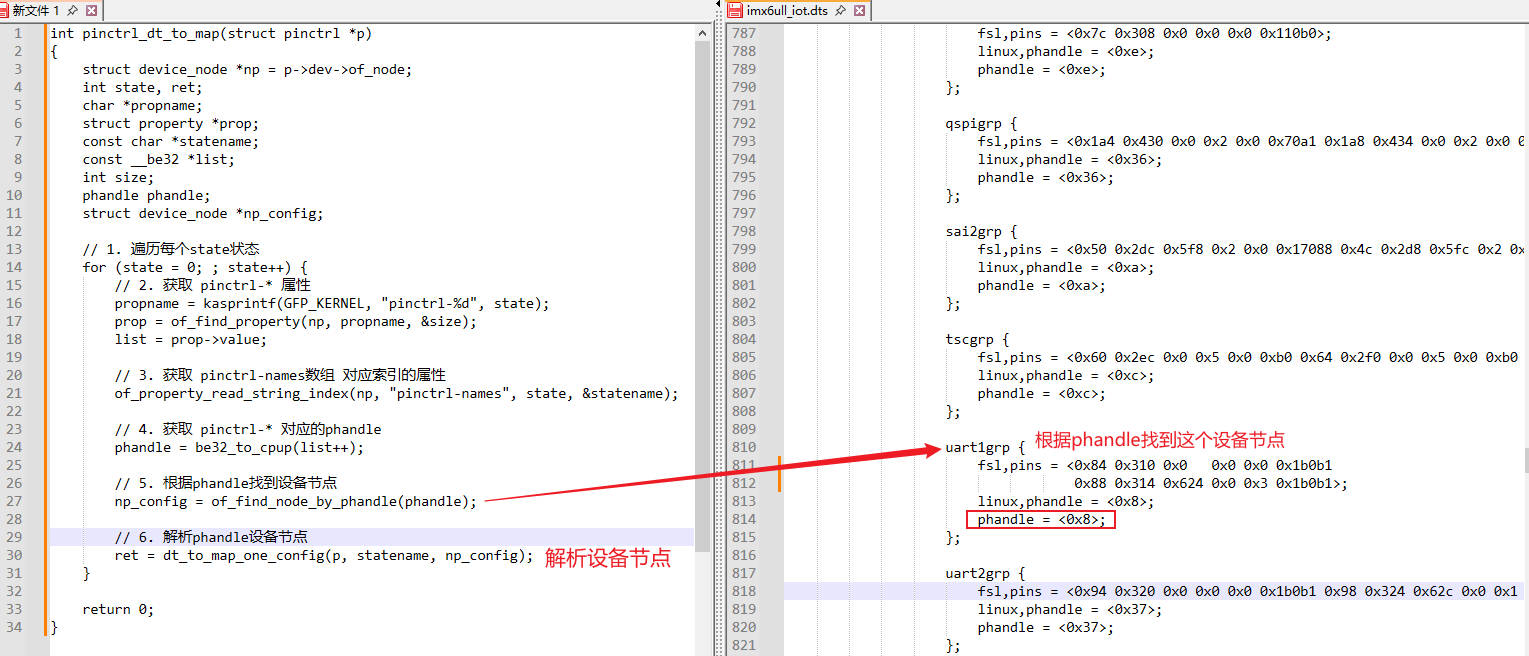 新文件 1
int pinctrl_dt_to_map(struct pinctrl *p)
{
struct device_node *np = p->dev->of_node;
int state, ret;
char *propname;
struct property *prop;
const char *statename;
const __be32 *list;
int size;
phandle phandle;
struct device_node *np_config;
// 1. 遍历每个state状态
for (state = 0; ; state++) {
// 2. 获取 pinctrl-* 属性
propname = kasprintf(GFP_KERNEL, "pinctrl-%d", state);
prop = of_find_property(np, propname, &size);
list = prop->value;
// 3. 获取 pinctrl-names数组 对应索引的属性
of_property_read_string_index(np, "pinctrl-names", state, &statename);
// 4. 获取 pinctrl-* 对应的phandle
phandle = be32_to_cpup(list++);
// 5. 根据phandle找到设备节点
np_config = of_find_node_by_phandle(phandle);
// 6. 解析phandle设备节点
ret = dt_to_map_one_config(p, statename, np_config);
解析设备节点
}
return 0;
}
1
2
3
4
5
6
7
8
9
10
11
12
13
14
15
16
17
18
19
20
21
22
23
24
25
26
27
28
29
30
31
32
33
34
imx6ull_iot.dts
787 fsl,pins = <0x7c 0x308 0x0 0x0 0x0 0x110b0>;
788 linux,phandle = <0xe>;
789 phandle = <0xe>;
790 };
791
792 qspigrp {
793 fsl,pins = <0x1a4 0x430 0x0 0x2 0x0 0x70a1 0x1a8 0x434 0x0 0x2 0x0 0
794 linux,phandle = <0x36>;
795 phandle = <0x36>;
796 };
797
798 sai2grp {
799 fsl,pins = <0x50 0x2dc 0x5f8 0x2 0x0 0x17088 0x4c 0x2d8 0x5fc 0x2 0x
800 linux,phandle = <0xa>;
801 phandle = <0xa>;
802 };
803
804 tscgrp {
805 fsl,pins = <0x60 0x2ec 0x0 0x5 0x0 0xb0 0x64 0x2f0 0x0 0x5 0x0 0xb0
806 linux,phandle = <0xc>;
807 phandle = <0xc>;
808 };
809
810 uart1grp {
根据phandle找到这个设备节点
811 fsl,pins = <0x84 0x310 0x0 0x0 0x0 0x1b0b1
812 0x88 0x314 0x624 0x0 0x3 0x1b0b1>;
813 linux,phandle = <0x8>;
814 phandle = <0x8>;
815 };
816
817 uart2grp {
818 fsl,pins = <0x94 0x320 0x0 0x0 0x0 0x1b0b1 0x98 0x324 0x62c 0x0 0x1
819 linux,phandle = <0x37>;
820 phandle = <0x37>;
821 };